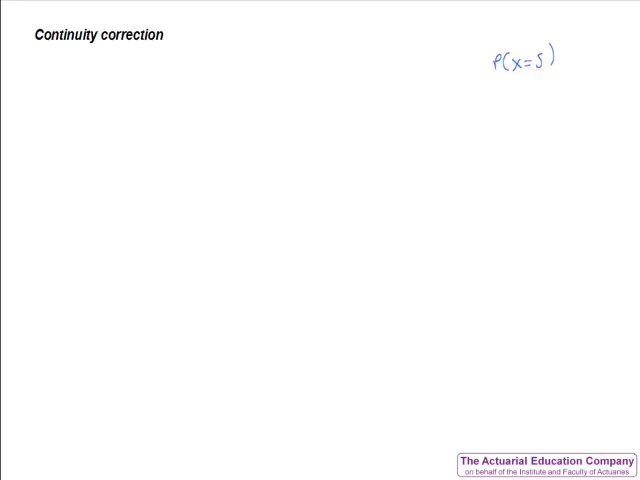 Continuity correction
P(X=5)
The Actuarial Education Company
on behalf of the Institute and Faculty of Actuaries